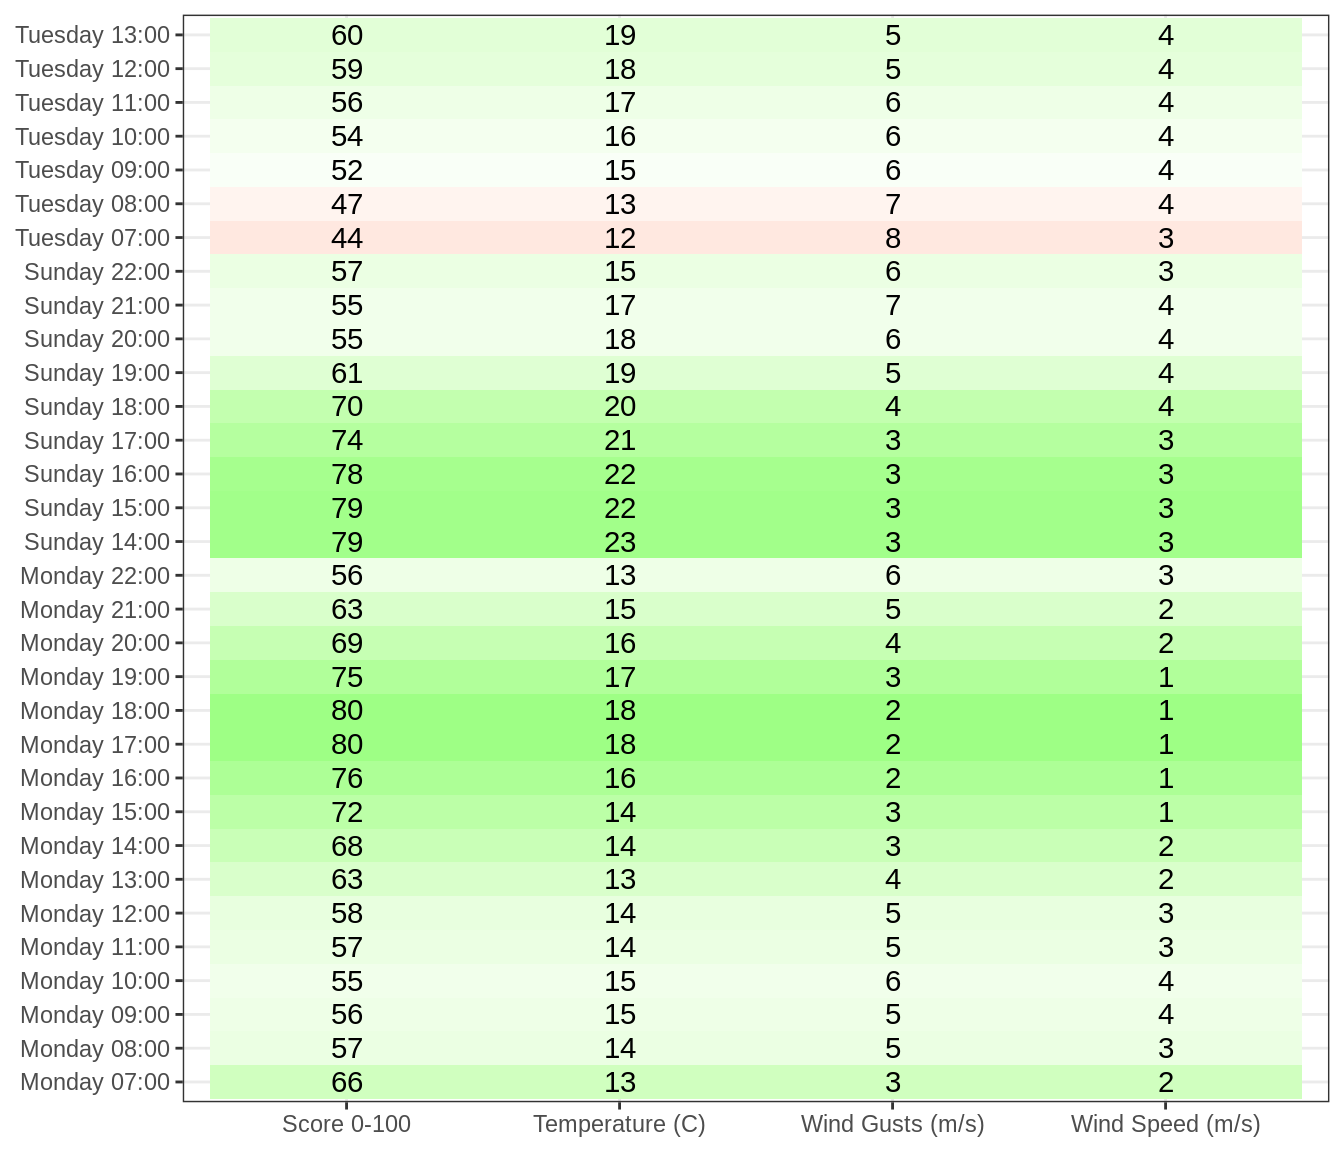 Tuesday 13:00 60 19 5 4
Tuesday 12:00 59 18 5 4
Tuesday 11:00 56 17 6 4
Tuesday 10:00 54 16 6 4
Tuesday 09:00 52 15 6 4
Tuesday 08:00 47 13 7 4
Tuesday 07:00 44 12 8 3
Sunday 22:00 57 15 6 3
Sunday 21:00 55 17 7 4
Sunday 20:00 55 18 6 4
Sunday 19:00 61 19 5 4
Sunday 18:00 70 20 4 4
Sunday 17:00 74 21 3 3
Sunday 16:00 78 22 3 3
Sunday 15:00 79 22 3 3
Sunday 14:00 79 23 3 3
Monday 22:00 56 13 6 3
Monday 21:00 63 15 5 2
Monday 20:00 69 16 4 2
Monday 19:00 75 17 3 1
Monday 18:00 80 18 2 1
Monday 17:00 80 18 2 1
Monday 16:00 76 16 2 1
Monday 15:00 72 14 3 1
Monday 14:00 68 14 3 2
Monday 13:00 63 13 4 2
Monday 12:00 58 14 5 3
Monday 11:00 57 14 5 3
Monday 10:00 55 15 6 4
Monday 09:00 56 15 5 4
Monday 08:00 57 14 5 3
Monday 07:00 66 13 3 2
Score 0-100 Temperature (C) Wind Gusts (m/s) Wind Speed (m/s)